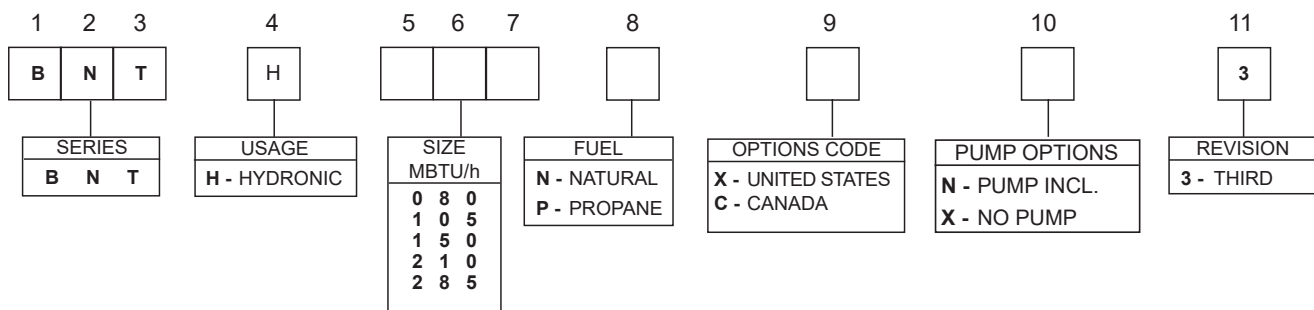 1 2 3 4 5 6 7 8 9 10 11
B N T H 3
SERIES
B N T
USAGE
H - HYDRONIC
SIZE
MBTU/h
0 8 0
1 0 5
1 5 0
2 1 0
2 8 5
FUEL
N - NATURAL
P - PROPANE
OPTIONS CODE
X - UNITED STATES
C - CANADA
PUMP OPTIONS
N - PUMP INCL.
X - NO PUMP
REVISION
3 - THIRD